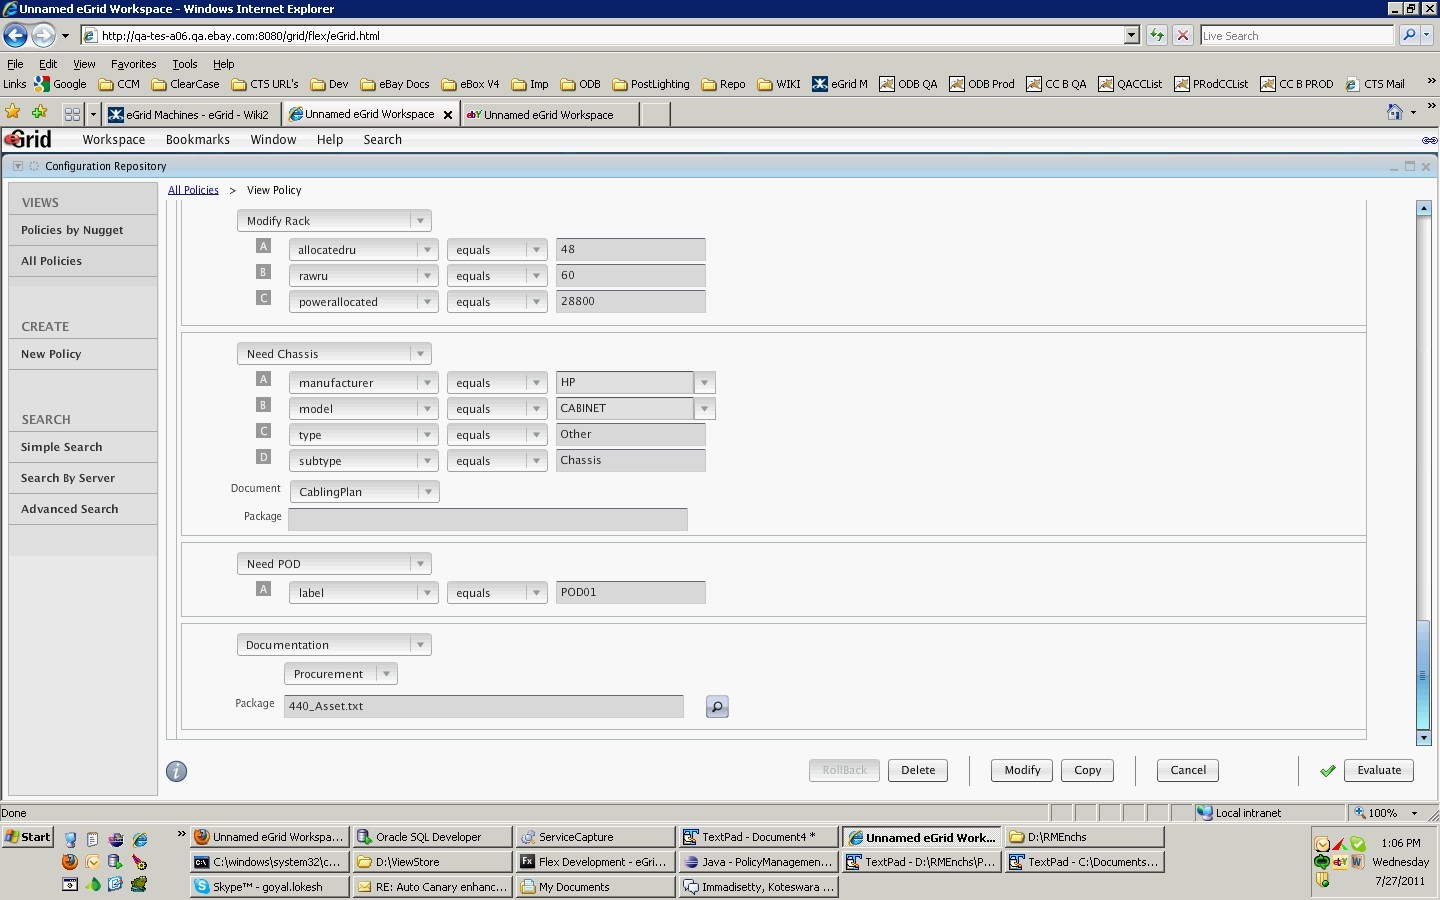 Unnamed eGrid Workspace - Windows Internet Explorer
http://qa-tes-a06.qa.ebay.com:8080/grid/flex/eGrid.html
Live Search
File Edit View Favorites Tools Help
Links Google CCM ClearCase CTS URL's Dev eBay Docs eBox V4 Imp ODB PostLighting Repo WIKI eGrid M ODB QA ODB Prod CC B QA QACCList PRodCCList CC B PROD CTS Mail »
eGrid Machines - eGrid - Wiki2 Unnamed eGrid Workspace Unnamed eGrid Workspace »
eGrid Workspace Bookmarks Window Help Search
Configuration Repository
VIEWS
Policies by Nugget
All Policies
CREATE
New Policy
SEARCH
Simple Search
Search By Server
Advanced Search
All Policies > View Policy
Modify Rack
A allocatedru equals 48
B rawru equals 60
C powerallocated equals 28800
Need Chassis
A manufacturer equals HP
B model equals CABINET
C type equals Other
D subtype equals Chassis
Document CablingPlan
Package
Need POD
A label equals POD01
Documentation
Procurement
Package 440_Asset.txt
i RollBack Delete Modify Copy Cancel Evaluate
Done Local intranet 100%
Start » Unnamed eGrid Workspa... Oracle SQL Developer ServiceCapture TextPad - Document4 * Unnamed eGrid Work... D:\RMEnchs 1:06 PM
C:\windows\system32\c... D:\ViewStore Fx Flex Development - eGri... Java - PolicyManagemen... TextPad - D:\RMEnchs\P... TextPad - C:\Documents... Wednesday
Skype™ - goyal.lokesh RE: Auto Canary enhanc... My Documents Immadisetty, Koteswara ... 7/27/2011